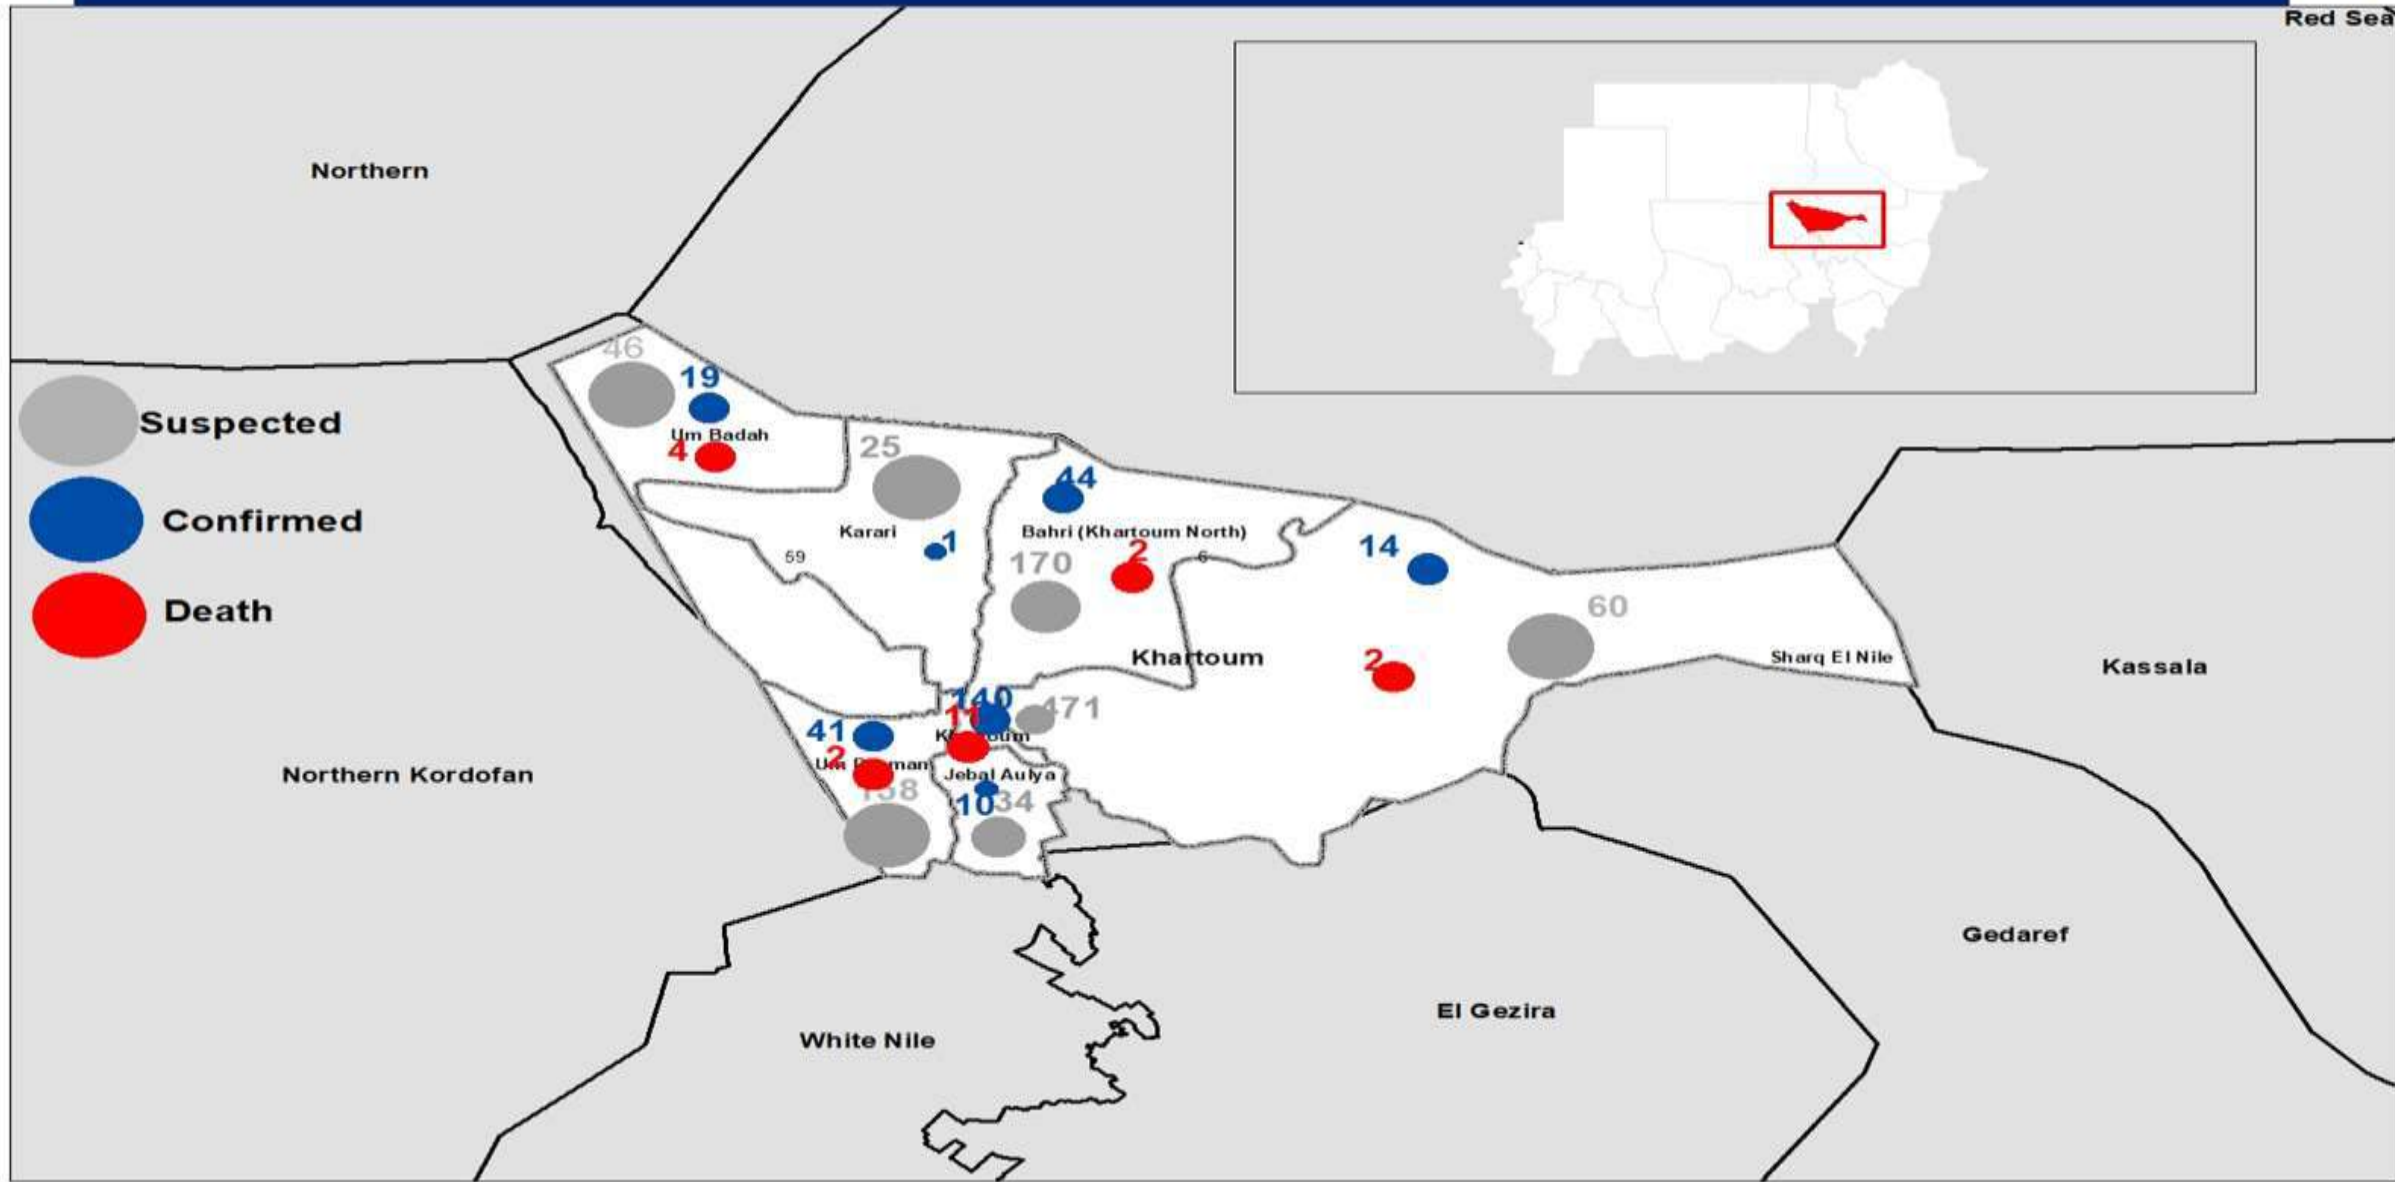 Red Sea
Northern
46
19
Suspected
Um Badah
4
25
44
Confirmed
Karari
Bahri (Khartoum North)
1
2
14
59
6
170
Death
60
Khartoum
2
Sharq El Nile
Kassala
140
11
471
41
2
Jebal Aulya
Northern Kordofan
10
34
Gedaref
El Gezira
White Nile